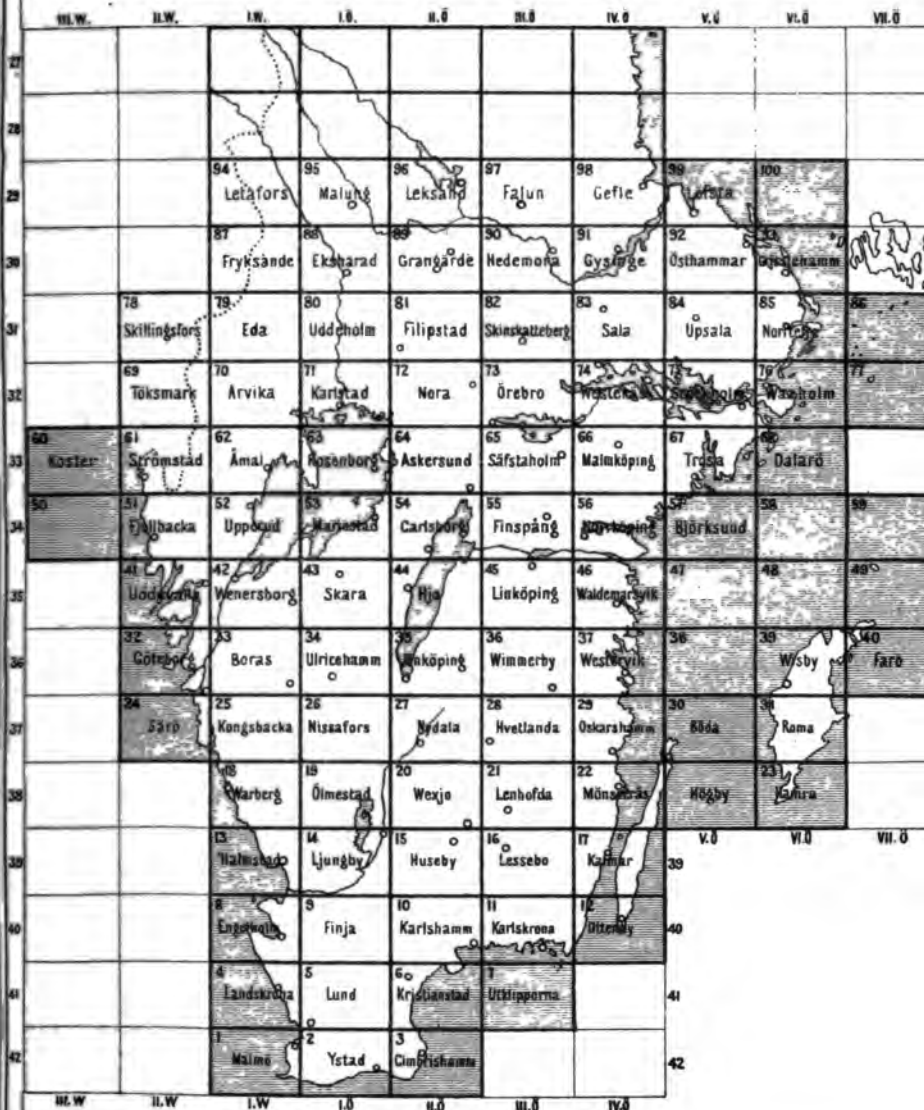 III.W. II.W. I.W. I.Ö. II.Ö III.Ö IV.Ö V.Ö VI.Ö VII.Ö
27
28
94 95 96 97 98 99 100
29 Letafors Malung Leksand Falun Gefle Lefsta
87 88 89 90 91 92 93
30 Fryksände Ekshärad Grangärde Hedemora Gysinge Östhammar
78 79 80 81 82 83 84 85 86
31 Skillingsfors Eda Uddeholm Filipstad Skinskatteberg Sala Upsala Norrtelje
69 70 71 72 73 74 75 76 77
32 Töksmark Arvika Karlstad Nora Örebro Westerås Stockholm Waxholm
60 61 62 63 64 65 66 67 68
33 Koster Strömstad Åmal Rosenborg Askersund Säfstaholm Malmköping Trosa Dalarö
50 51 52 53 54 55 56 57 58 59
34 Fjellbacka Upperud Mariestad Carlsborg Finspång Norrköping Björksund
41 42 43 44 45 46 47 48 49
35 Uddevalla Wenersborg Skara Hjo Linköping Waldemarsvik
32 33 34 35 36 37 38 39 40
36 Göteborg Boras Ulricehamn Jönköping Wimmerby Westervik Wisby Farö
24 25 26 27 28 29 30 31
37 Särö Kongsbacka Nissafors Nydala Hvetlanda Oskarshamn Böda Roma
18 19 20 21 22 23
38 Warberg Ölmestad Wexjo Lenhofda Mönsterås Högby Hamra
V.Ö VI.Ö VII.Ö
13 14 15 16 17
39 Halmstad Ljungby Huseby Lessebo Kalmar 39
8 9 10 11 12
40 Engelholm Finja Karlshamn Karlskrona Ottenby 40
4 5 6 7
41 Landskrona Lund Kristianstad Utklipporna 41
1 2 3
42 Malmö Ystad Cimbrishamn 42
III.W II.W I.W I.Ö II.Ö III.Ö IV.Ö